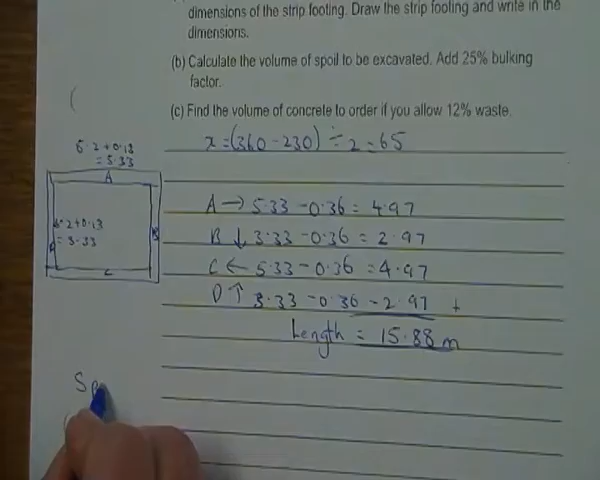 dimensions of the strip footing. Draw the strip footing and write in the
dimensions.
(b) Calculate the volume of spoil to be excavated. Add 25% bulking
factor.
(c) Find the volume of concrete to order if you allow 12% waste.
x = (360 - 230) ÷ 2 = 65
5.2 + 0.13
= 5.33
A
3.2 + 0.13
= 3.33
B
C
A → 5.33 - 0.36 = 4.97
B ↓ 3.33 - 0.36 = 2.97
C ← 5.33 - 0.36 = 4.97
D ↑ 3.33 - 0.36 = 2.97 +
Length = 15.88 m
Sp